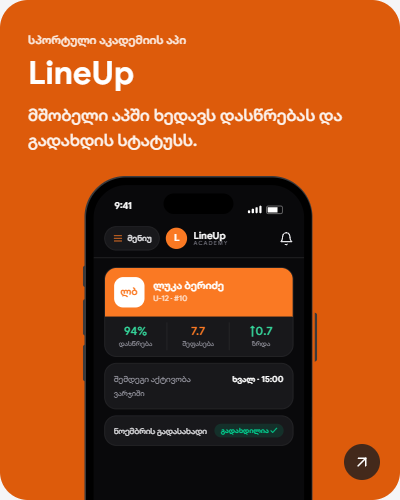 სპორტული აკადემიის აპი
LineUp
მშობელი აპში ხედავს დასწრებას და
გადახდის სტატუსს.
9:41
მენიუ
L
LineUp
ACADEMY
ლბ
ლუკა ბერიძე
U-12 · #10
94%
დასწრება
7.7
შეფასება
↑0.7
ზრდა
შემდეგი აქტივობა
ხვალ · 15:00
ვარჯიში
ნოემბრის გადასახადი
გადახდილია ✓